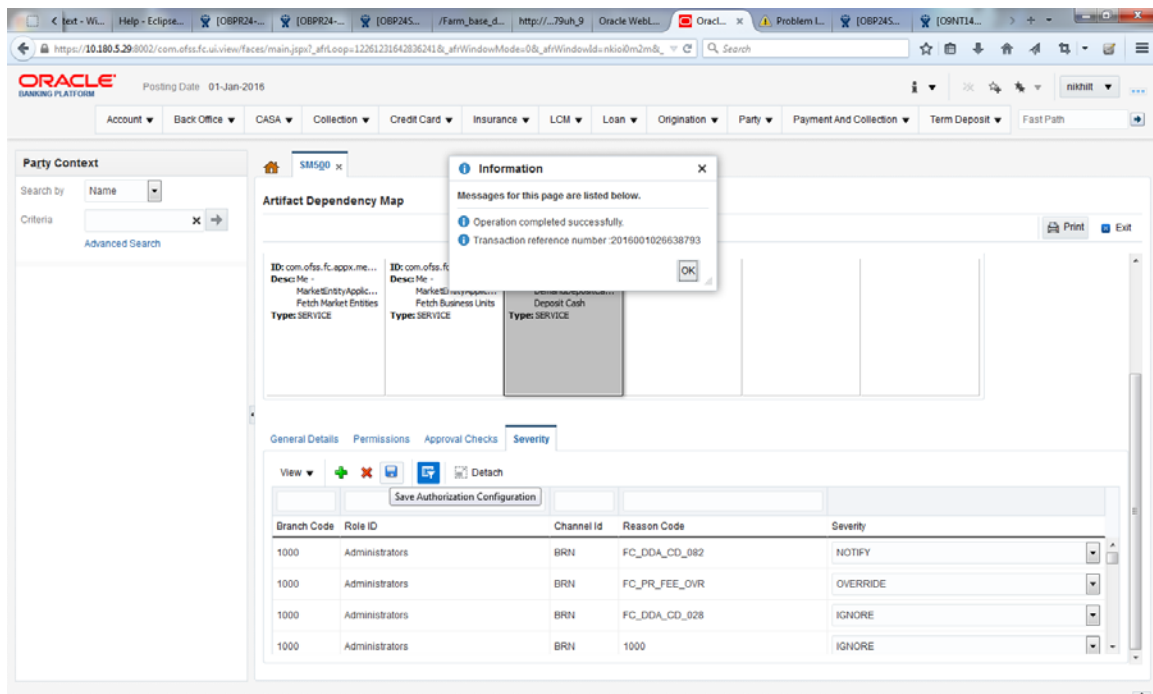 text - Wi... Help - Eclipse... [OBPR24-... [OBPR24-... [OBP24S... /Farm_base_d... http://...79uh_9 Oracle WebL... Oracl... x Problem L... [OBP24S... [O9NT14...
https://10.180.5.29:8002/com.ofss.fc.ui.view/faces/main.jspx?_afrLoop=12261231642836241&_afrWindowMode=0&_afrWindowId=nkioi0m2m&_ Search
ORACLE Posting Date 01-Jan-2016 nikhilt
BANKING PLATFORM
Account Back Office CASA Collection Credit Card Insurance LCM Loan Origination Party Payment And Collection Term Deposit Fast Path
Party Context
Search by Name
Criteria
Advanced Search
SM500 x
Artifact Dependency Map
Print Exit
Information
Messages for this page are listed below.
Operation completed successfully.
Transaction reference number :2016001026638793
OK
ID: com.ofss.fc.appx.me...
Desc: Me -
MarketEntityApplic...
Fetch Market Entities
Type: SERVICE
ID: com.ofss.fc
Desc: Me -
MarketEntityApplic...
Fetch Business Units
Type: SERVICE
DemandDepositCa...
Deposit Cash
Type: SERVICE
General Details Permissions Approval Checks Severity
View Detach
Save Authorization Configuration
Branch Code Role ID Channel Id Reason Code Severity
1000 Administrators BRN FC_DDA_CD_082 NOTIFY
1000 Administrators BRN FC_PR_FEE_OVR OVERRIDE
1000 Administrators BRN FC_DDA_CD_028 IGNORE
1000 Administrators BRN 1000 IGNORE